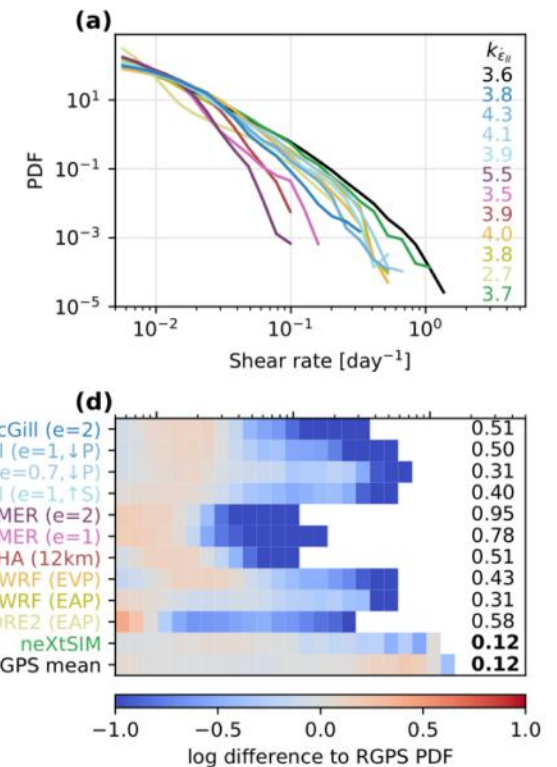 (a)
k ε̇_II
3.6
3.8
4.3
4.1
3.9
5.5
3.5
3.9
4.0
3.8
2.7
3.7
PDF
10^1
10^−1
10^−3
10^−5
10^−2 10^−1 10^0
Shear rate [day^−1]
(d)
cGill (e=2) 0.51
l (e=1,↓P) 0.50
e=0.7,↓P) 0.31
l (e=1,↑S) 0.40
MER (e=2) 0.95
MER (e=1) 0.78
HA (12km) 0.51
WRF (EVP) 0.43
WRF (EAP) 0.31
ORE2 (EAP) 0.58
neXtSIM 0.12
GPS mean 0.12
−1.0 −0.5 0.0 0.5 1.0
log difference to RGPS PDF